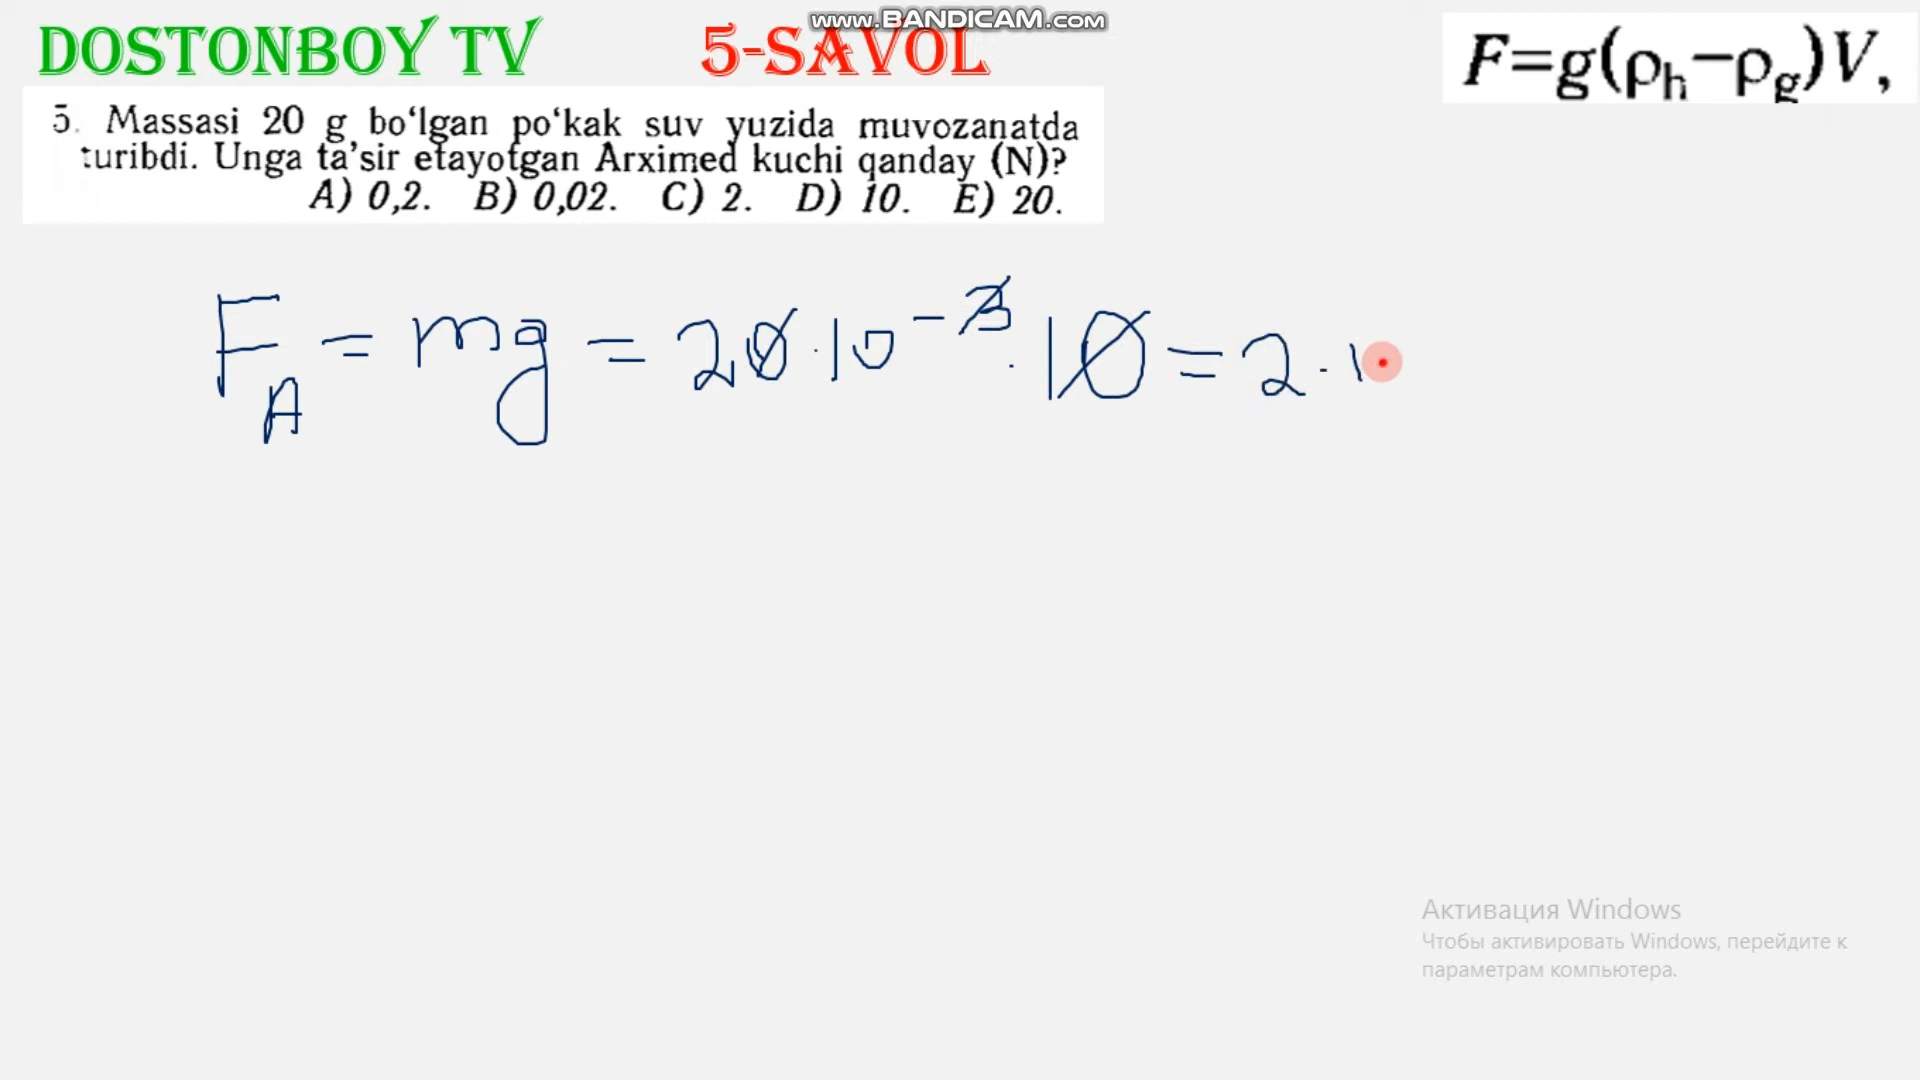 www.BANDICAM.com
DOSTONBOY TV
5-SAVOL
F=g(ρh−ρg)V,
5. Massasi 20 g bo‘lgan po‘kak suv yuzida muvozanatda
turibdi. Unga ta’sir etayotgan Arximed kuchi qanday (N)?
A) 0,2. B) 0,02. C) 2. D) 10. E) 20.
F_A = mg = 20·10^-3·10 = 2·1
Активация Windows
Чтобы активировать Windows, перейдите к
параметрам компьютера.